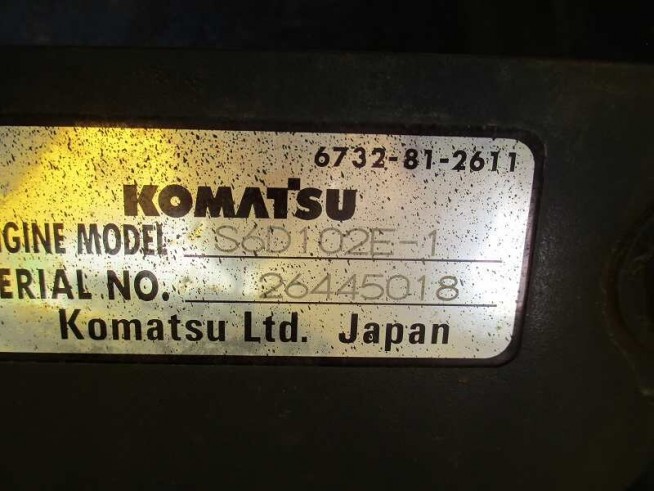 6732-81-2611
KOMATSU
GINE MODEL S6D102E-1
ERIAL NO. 26445018
Komatsu Ltd. Japan